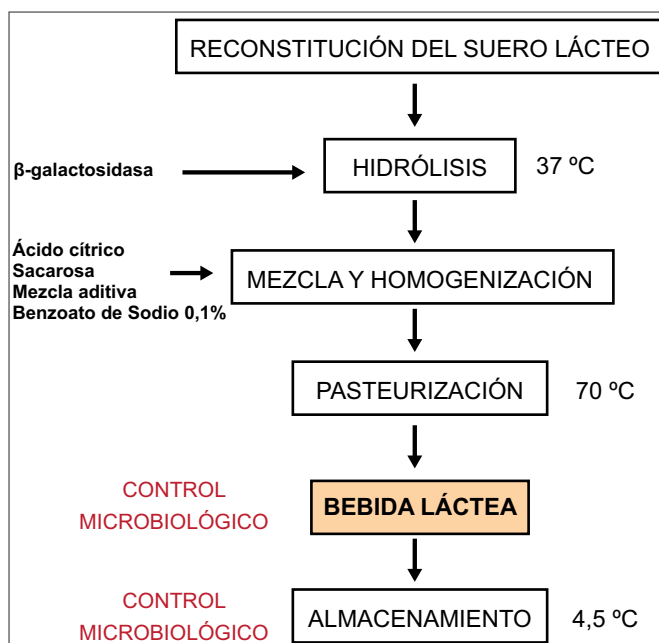 RECONSTITUCIÓN DEL SUERO LÁCTEO
β-galactosidasa
HIDRÓLISIS
37 ºC
Ácido cítrico
Sacarosa
Mezcla aditiva
Benzoato de Sodio 0,1%
MEZCLA Y HOMOGENIZACIÓN
PASTEURIZACIÓN
70 ºC
CONTROL
MICROBIOLÓGICO
BEBIDA LÁCTEA
CONTROL
MICROBIOLÓGICO
ALMACENAMIENTO
4,5 ºC